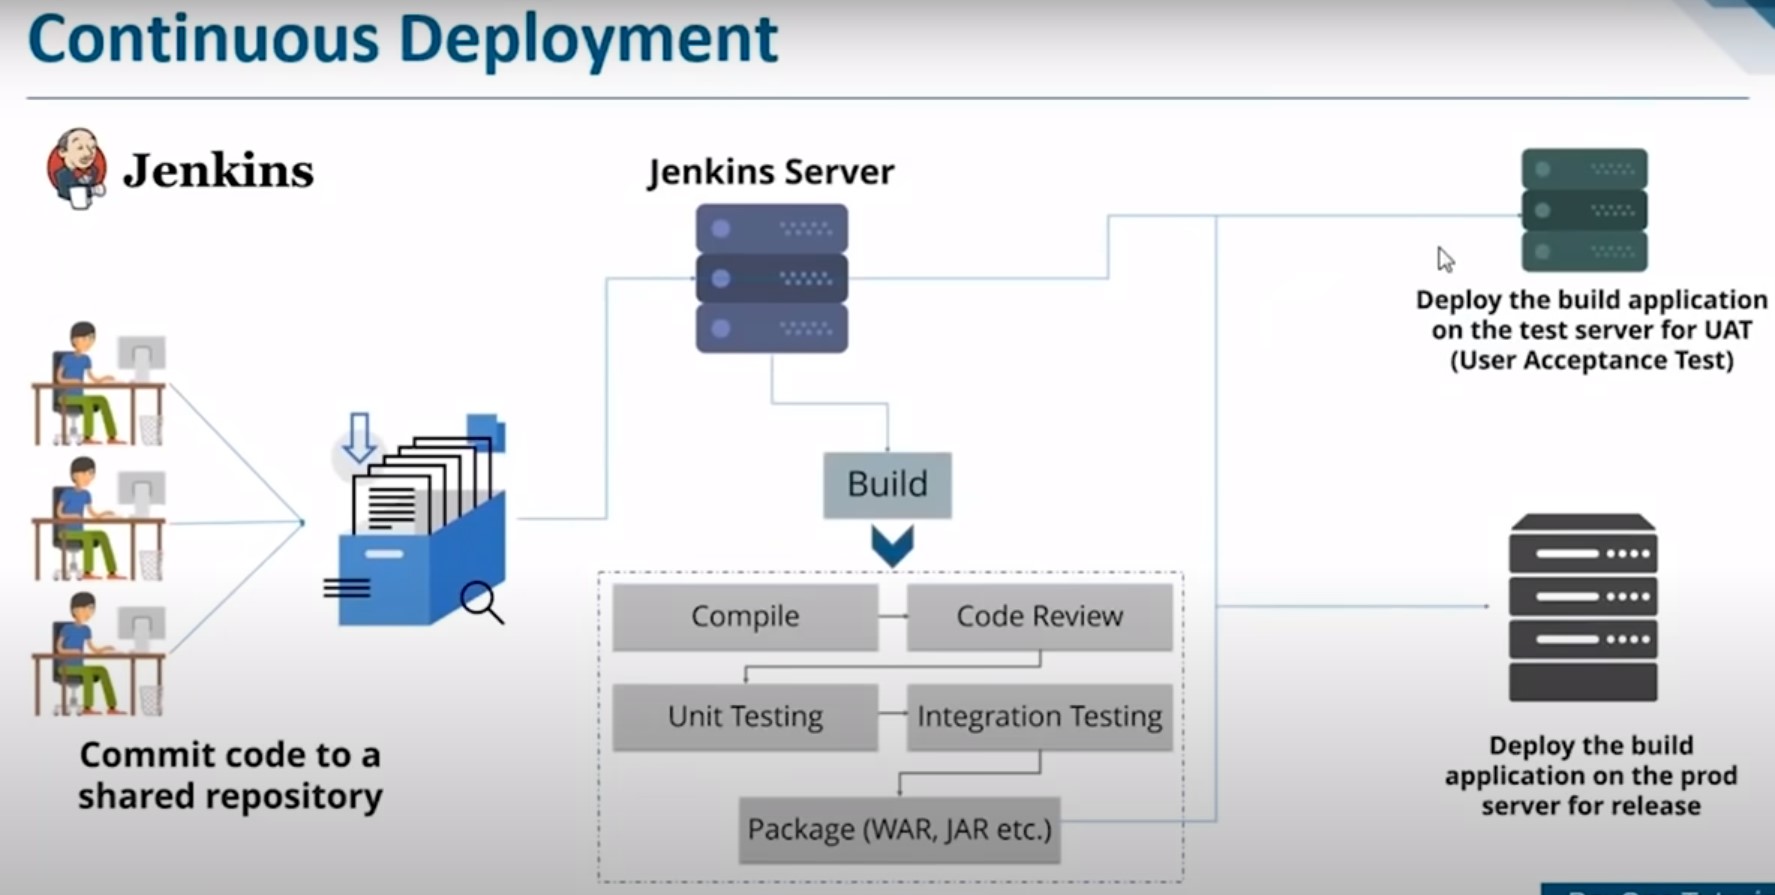 Continuous Deployment
Jenkins
Jenkins Server
Deploy the build application
on the test server for UAT
(User Acceptance Test)
Build
Compile
Code Review
Unit Testing
Integration Testing
Package (WAR, JAR etc.)
Commit code to a
shared repository
Deploy the build
application on the prod
server for release